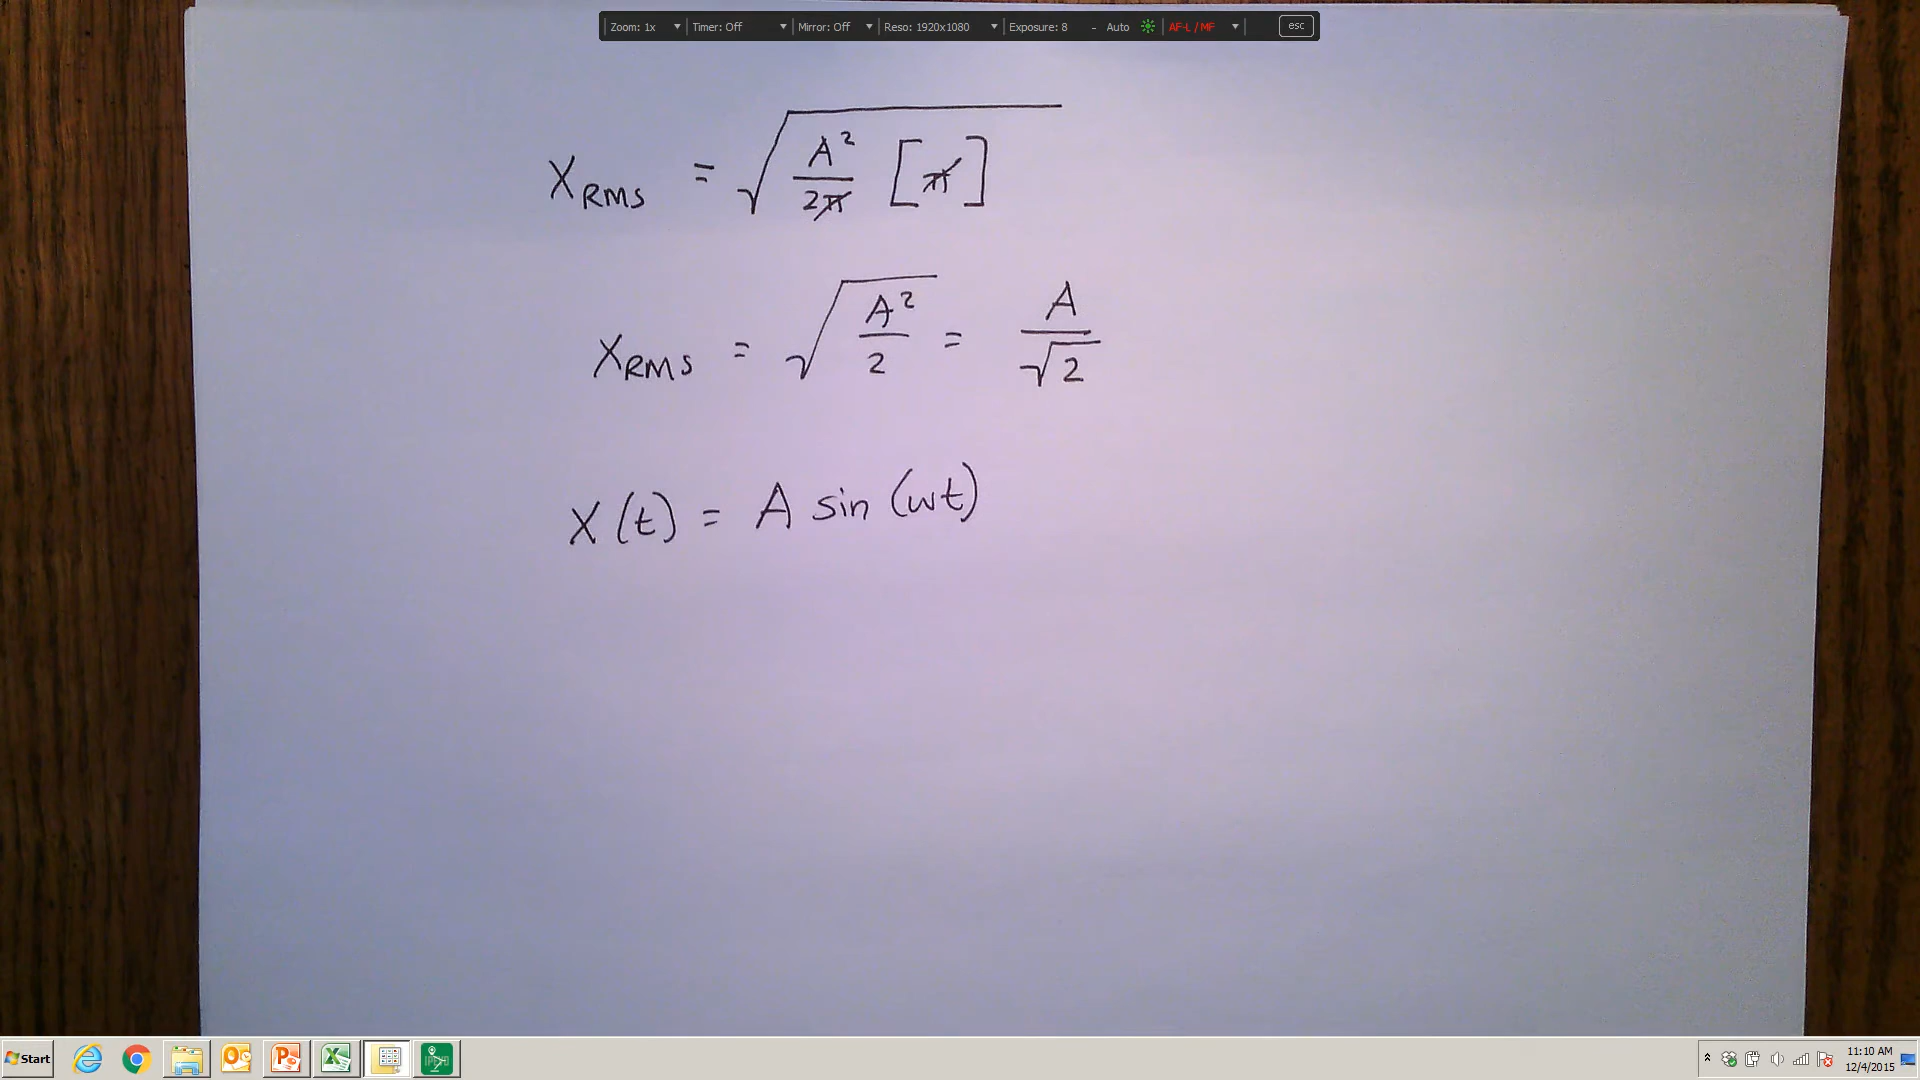 Zoom: 1x Timer: Off Mirror: Off Reso: 1920x1080 Exposure: 8 - Auto AF-L / MF esc
X_RMS = √(A²/2π [π])
X_RMS = √(A²/2) = A/√2
X(t) = A sin(ωt)
Start
11:10 AM
12/4/2015